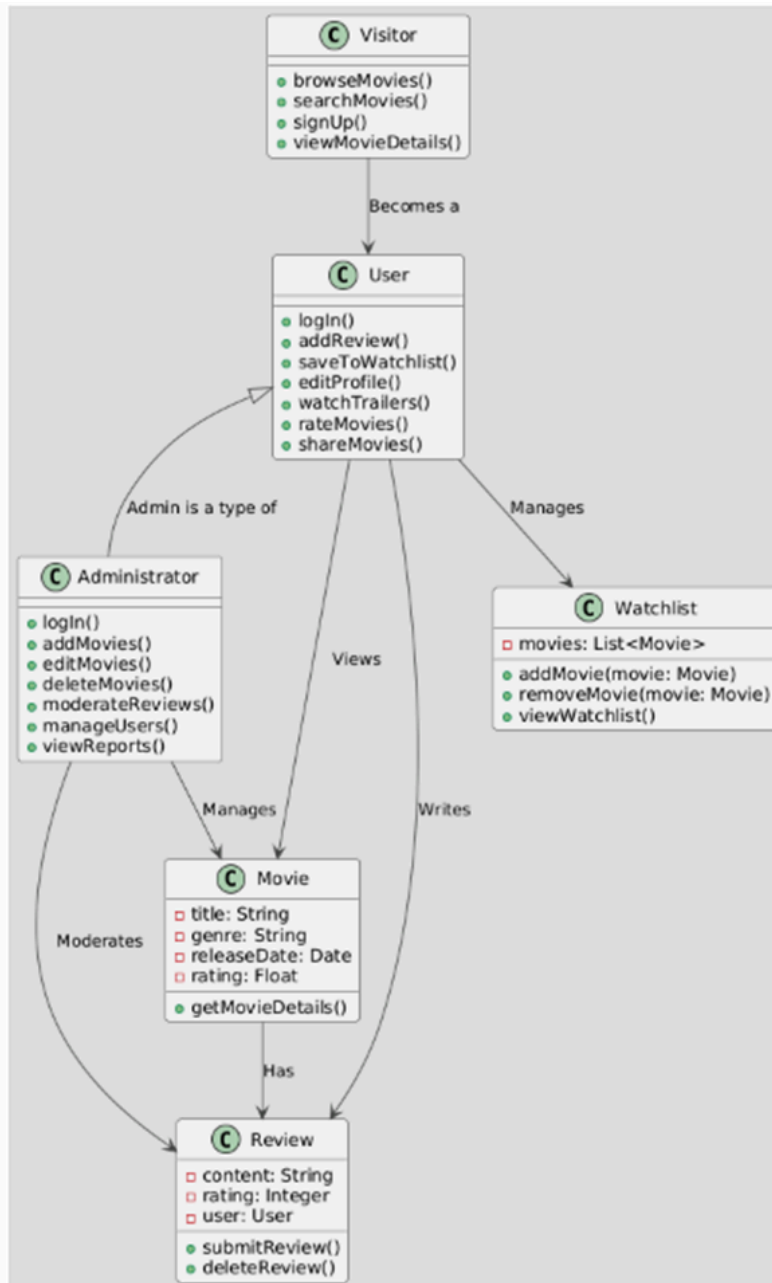 C Visitor
browseMovies()
searchMovies()
signUp()
viewMovieDetails()
Becomes a
C User
logIn()
addReview()
saveToWatchlist()
editProfile()
watchTrailers()
rateMovies()
shareMovies()
Admin is a type of
Manages
C Administrator
logIn()
addMovies()
editMovies()
deleteMovies()
moderateReviews()
manageUsers()
viewReports()
C Watchlist
movies: List<Movie>
addMovie(movie: Movie)
removeMovie(movie: Movie)
viewWatchlist()
Views
Manages
Writes
C Movie
title: String
genre: String
releaseDate: Date
rating: Float
getMovieDetails()
Moderates
Has
C Review
content: String
rating: Integer
user: User
submitReview()
deleteReview()